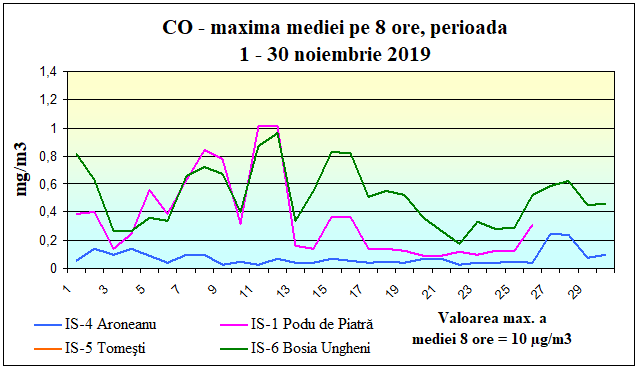 CO - maxima mediei pe 8 ore, perioada
1 - 30 noiembrie 2019
mg/m3
1,4
1,2
1
0,8
0,6
0,4
0,2
0
1 3 5 7 9 11 13 15 17 19 21 23 25 27 29
IS-4 Aroneanu IS-1 Podu de Piatră
IS-5 Tomeşti IS-6 Bosia Ungheni
Valoarea max. a
mediei 8 ore = 10 µg/m3